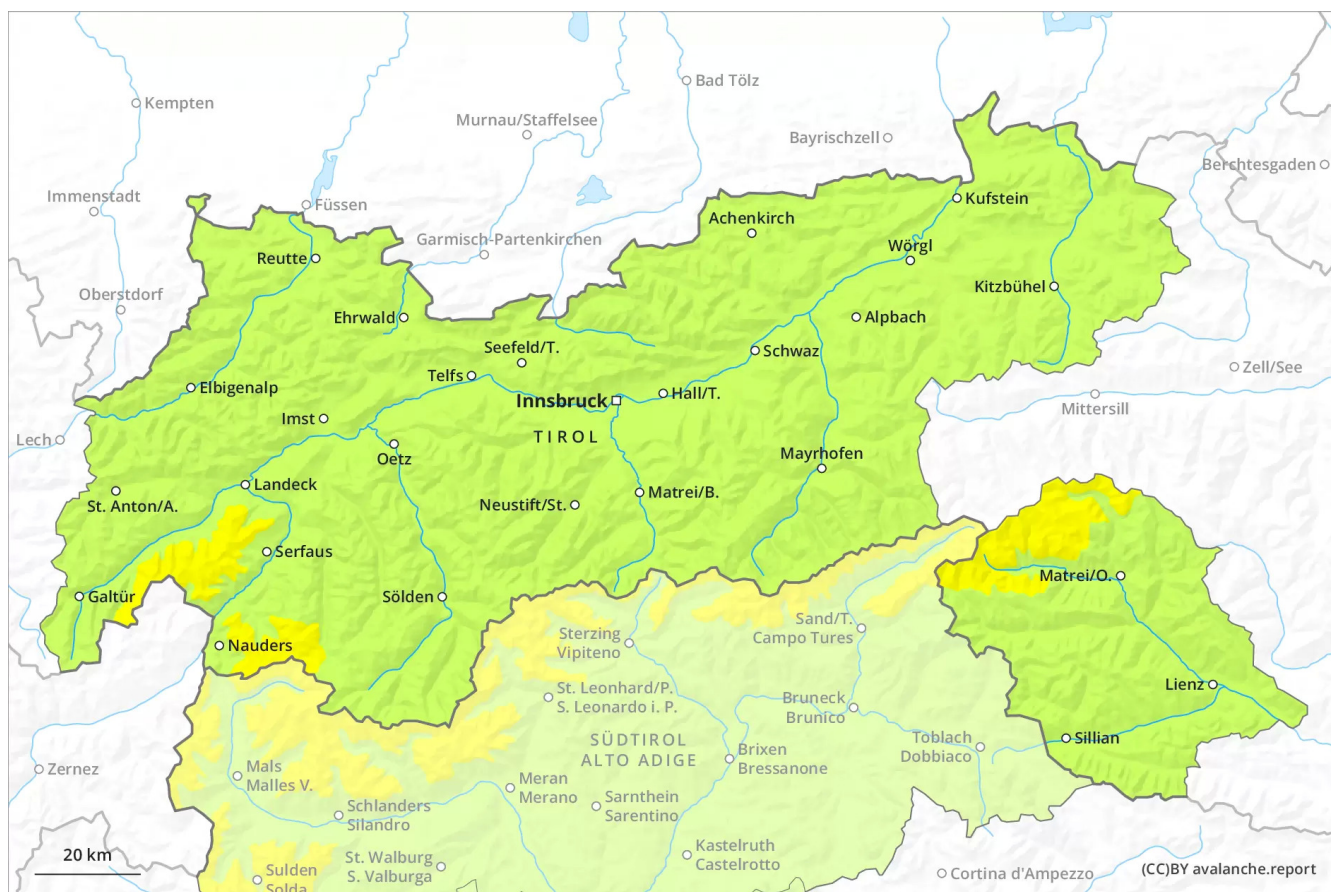 Bad Tölz
Kempten
Murnau/Staffelsee
Bayrischzell
Berchtesgaden
Immenstadt
Füssen
Kufstein
Achenkirch
Garmisch-Partenkirchen
Wörgl
Reutte
Kitzbühel
Oberstdorf
Ehrwald
Alpbach
Seefeld/T.
Schwaz
Zell/See
Telfs
Elbigenalp
Hall/T.
Innsbruck
Mittersill
Imst
TIROL
Lech
Oetz
Mayrhofen
Landeck
Matrei/B.
St. Anton/A.
Neustift/St.
Serfaus
Matrei/O.
Galtür
Sölden
Sand/T.
Campo Tures
Sterzing
Vipiteno
Nauders
Lienz
St. Leonhard/P.
S. Leonardo i. P.
Bruneck
Brunico
SÜDTIROL
ALTO ADIGE
Toblach
Dobbiaco
Sillian
Brixen
Bressanone
Zernez
Mals
Malles V.
Meran
Merano
Sarnthein
Sarentino
Schlanders
Silandro
Kastelruth
Castelrotto
20 km
St. Walburg
S. Valburga
Sulden
Solda
Cortina d'Ampezzo
(CC)BY avalanche.report